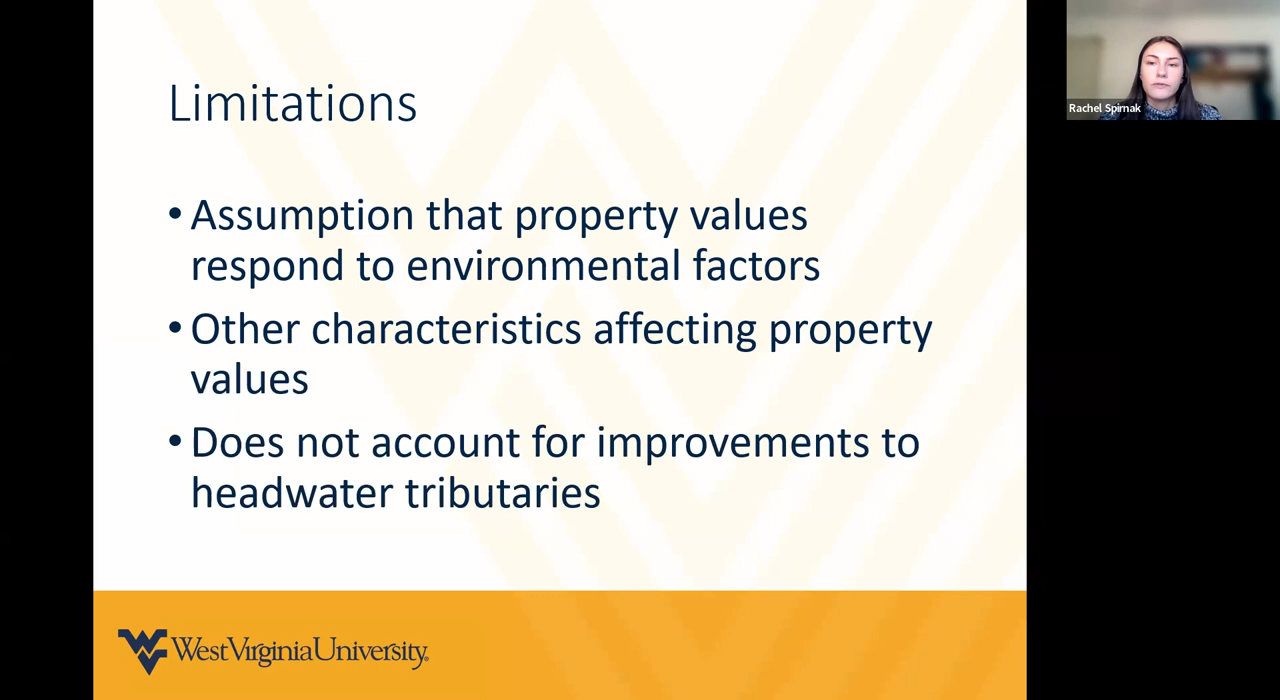 Limitations
• Assumption that property values
respond to environmental factors
• Other characteristics affecting property
values
• Does not account for improvements to
headwater tributaries
West Virginia University.
Rachel Spirnak